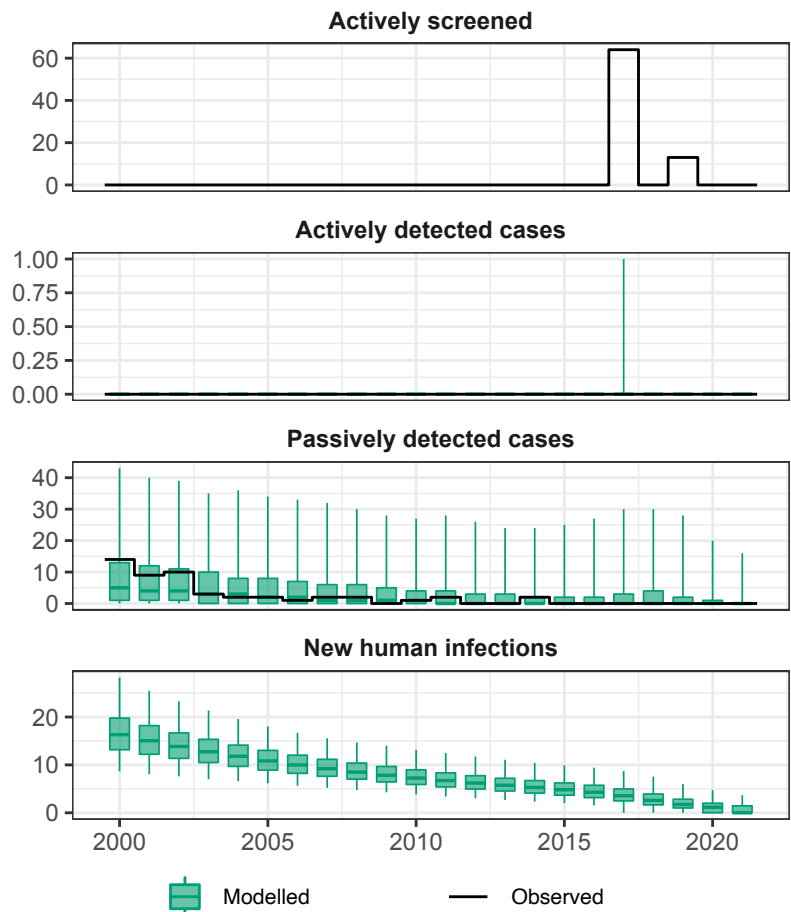 Actively screened
60
40
20
0
Actively detected cases
1.00
0.75
0.50
0.25
0.00
Passively detected cases
40
30
20
10
0
New human infections
20
10
0
2000 2005 2010 2015 2020
Modelled Observed